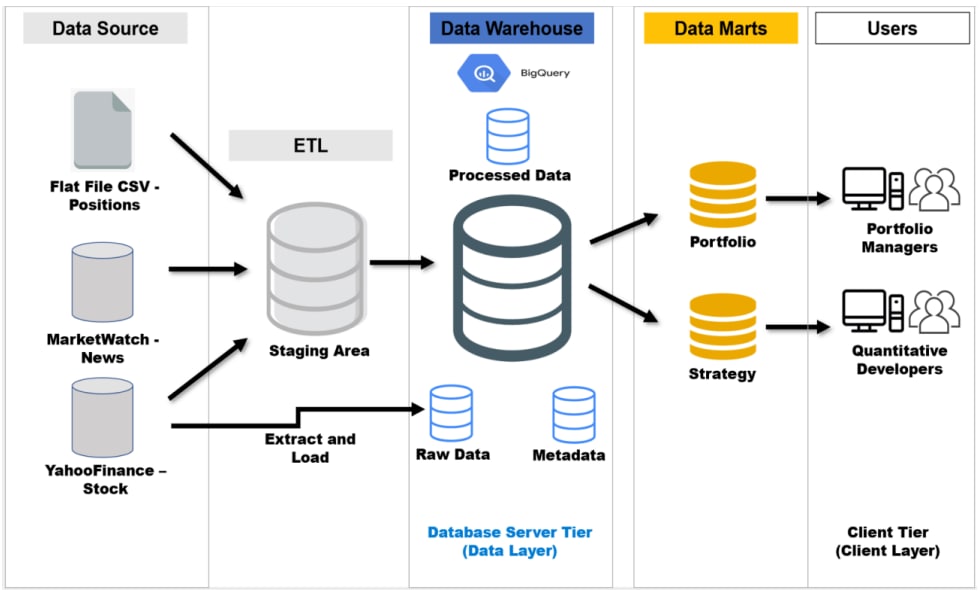 Data Source
Data Warehouse
Data Marts
Users
BigQuery
ETL
Flat File CSV -
Positions
Processed Data
Portfolio
Portfolio
Managers
MarketWatch -
News
Staging Area
Strategy
Quantitative
Developers
YahooFinance –
Stock
Extract and
Load
Raw Data
Metadata
Database Server Tier
(Data Layer)
Client Tier
(Client Layer)